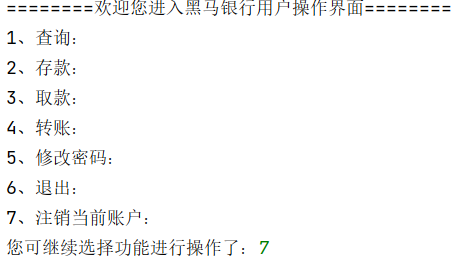 ========欢迎您进入黑马银行用户操作界面========
1、查询：
2、存款：
3、取款：
4、转账：
5、修改密码：
6、退出：
7、注销当前账户：
您可继续选择功能进行操作了：7